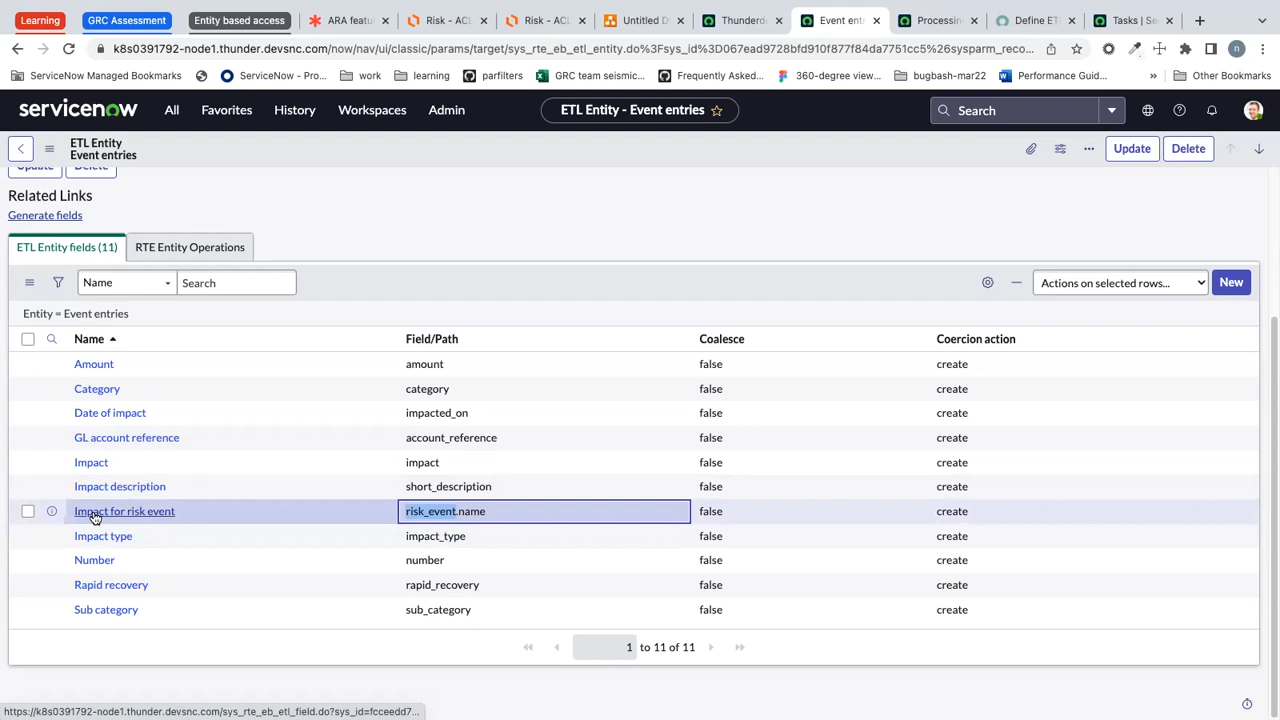 Learning
GRC Assessment
Entity based access
ARA featu
Risk - ACL
Risk - ACL
Untitled D
Thunderd
Event entr
Processin
Define ET
Tasks | Se
k8s0391792-node1.thunder.devsnc.com/now/nav/ui/classic/params/target/sys_rte_eb_etl_entity.do%3Fsys_id%3D067ead9728bfd910f877f84da7751cc5%26sysparm_reco...
n
ServiceNow Managed Bookmarks
ServiceNow - Pro...
work
learning
parfilters
GRC team seismic...
Frequently Asked...
360-degree view...
bugbash-mar22
Performance Guid...
»
Other Bookmarks
servicenow
All
Favorites
History
Workspaces
Admin
ETL Entity - Event entries
Search
ETL Entity
Event entries
Update
Delete
Update
Delete
Related Links
Generate fields
ETL Entity fields (11)
RTE Entity Operations
Name
Search
Actions on selected rows...
New
Entity = Event entries
Name
Field/Path
Coalesce
Coercion action
Amount
amount
false
create
Category
category
false
create
Date of impact
impacted_on
false
create
GL account reference
account_reference
false
create
Impact
impact
false
create
Impact description
short_description
false
create
Impact for risk event
risk_event.name
false
create
Impact type
impact_type
false
create
Number
number
false
create
Rapid recovery
rapid_recovery
false
create
Sub category
sub_category
false
create
1
to 11 of 11
https://k8s0391792-node1.thunder.devsnc.com/sys_rte_eb_etl_field.do?sys_id=fcceedd7...